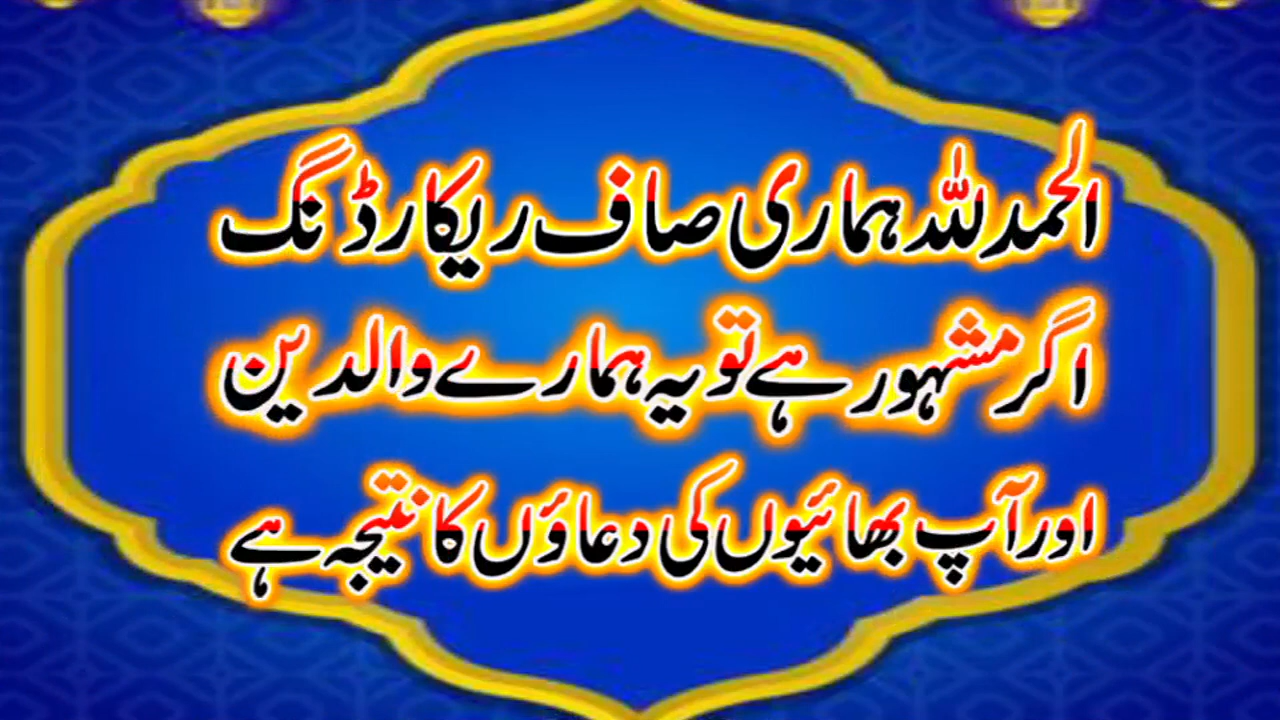 الحمدللہ ہماری صاف ریکارڈنگ
اگر مشہور ہے تو یہ ہمارے والدین
اور آپ بھائیوں کی دعاؤں کا نتیجہ ہے